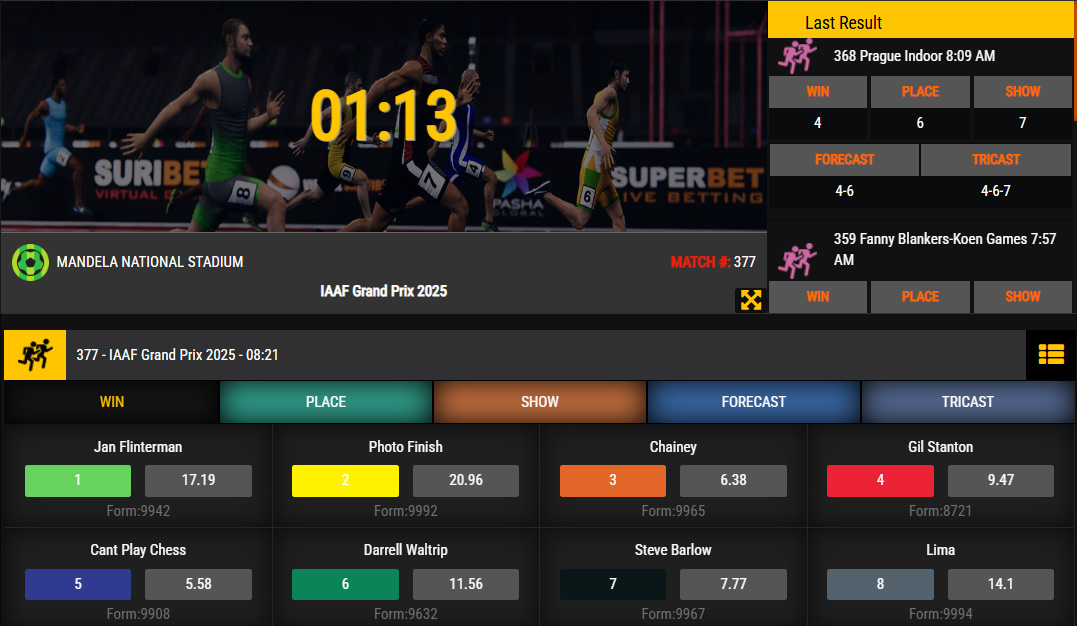 01:13
SURIBET
VIRTUAL
SUPERBET
IVE BETTING
PASHA
GLOBAL
8
9
7
4
6
MANDELA NATIONAL STADIUM
MATCH #: 377
IAAF Grand Prix 2025
Last Result
368 Prague Indoor 8:09 AM
WIN PLACE SHOW
4 6 7
FORECAST TRICAST
4-6 4-6-7
359 Fanny Blankers-Koen Games 7:57
AM
WIN PLACE SHOW
377 - IAAF Grand Prix 2025 - 08:21
WIN PLACE SHOW FORECAST TRICAST
Jan Flinterman Photo Finish Chainey Gil Stanton
1 17.19 2 20.96 3 6.38 4 9.47
Form:9942 Form:9992 Form:9965 Form:8721
Cant Play Chess Darrell Waltrip Steve Barlow Lima
5 5.58 6 11.56 7 7.77 8 14.1
Form:9908 Form:9632 Form:9967 Form:9994